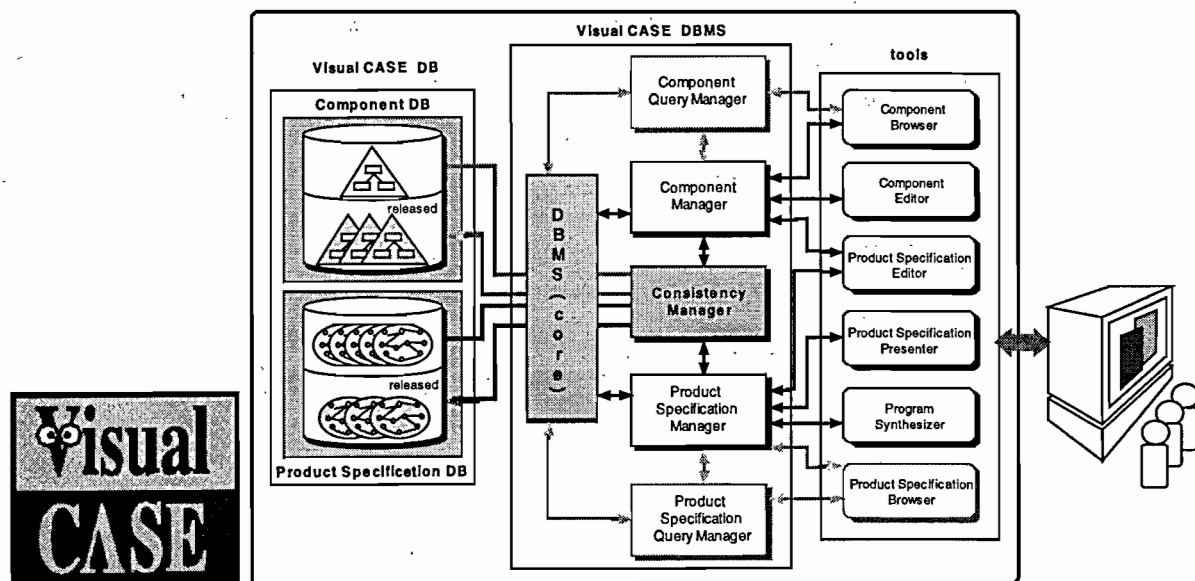 Visual CASE DBMS
Visual CASE DB
tools
Component DB
released
released
Product Specification DB
DBMS (core)
Component
Query Manager
Component
Manager
Consistency
Manager
Product
Specification
Manager
Product
Specification
Query Manager
Component
Browser
Component
Editor
Product Specification
Editor
Product Specification
Presenter
Program
Synthesizer
Product Specification
Browser
Visual
CASE